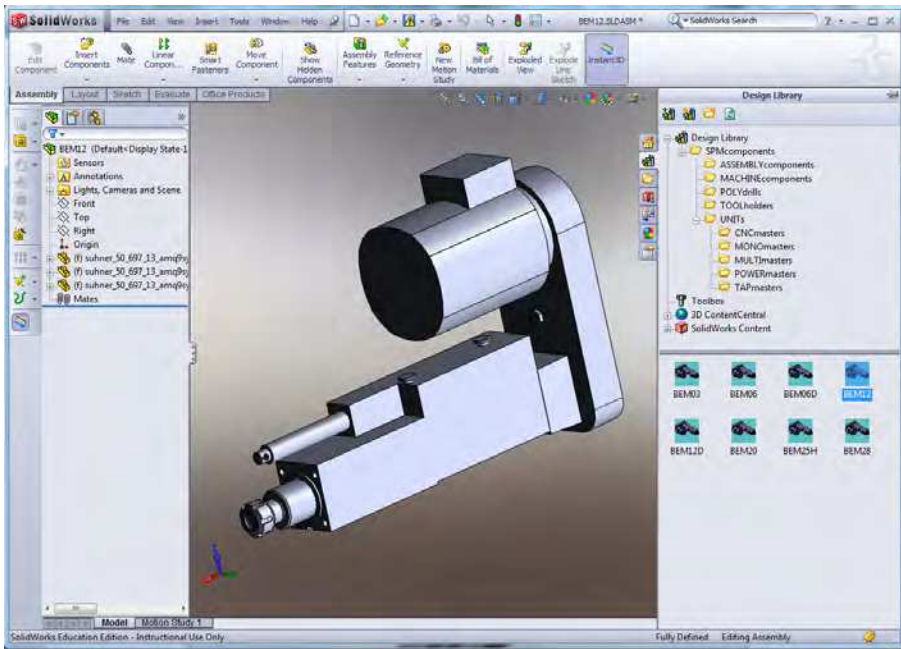 SolidWorks File Edit View Insert Tools Window Help BEM12.SLDASM * SolidWorks Search
Edit Component
Insert Components
Mate
Linear Compon...
Smart Fasteners
Move Component
Show Hidden Components
Assembly Features
Reference Geometry
New Motion Study
Bill of Materials
Exploded View
Explode Line Sketch
Instant3D
Assembly Layout Sketch Evaluate Office Products
Design Library
BEM12 (Default<Display State-1
Sensors
Annotations
Lights, Cameras and Scene
Front
Top
Right
Origin
(f) suhner_50_697_13_amq9sy
(f) suhner_50_697_13_amq9sy
(f) suhner_50_697_13_amq9sy
Mates
Design Library
SPMcomponents
ASSEMBLYcomponents
MACHINEcomponents
POLYdrills
TOOLholders
UNITs
CNCmasters
MONOmasters
MULTImasters
POWERmasters
TAPmasters
Toolbox
3D ContentCentral
SolidWorks Content
BEM03 BEM06 BEM06D BEM12
BEM12D BEM20 BEM25H BEM28
Model Motion Study 1
SolidWorks Education Edition - Instructional Use Only Fully Defined Editing Assembly